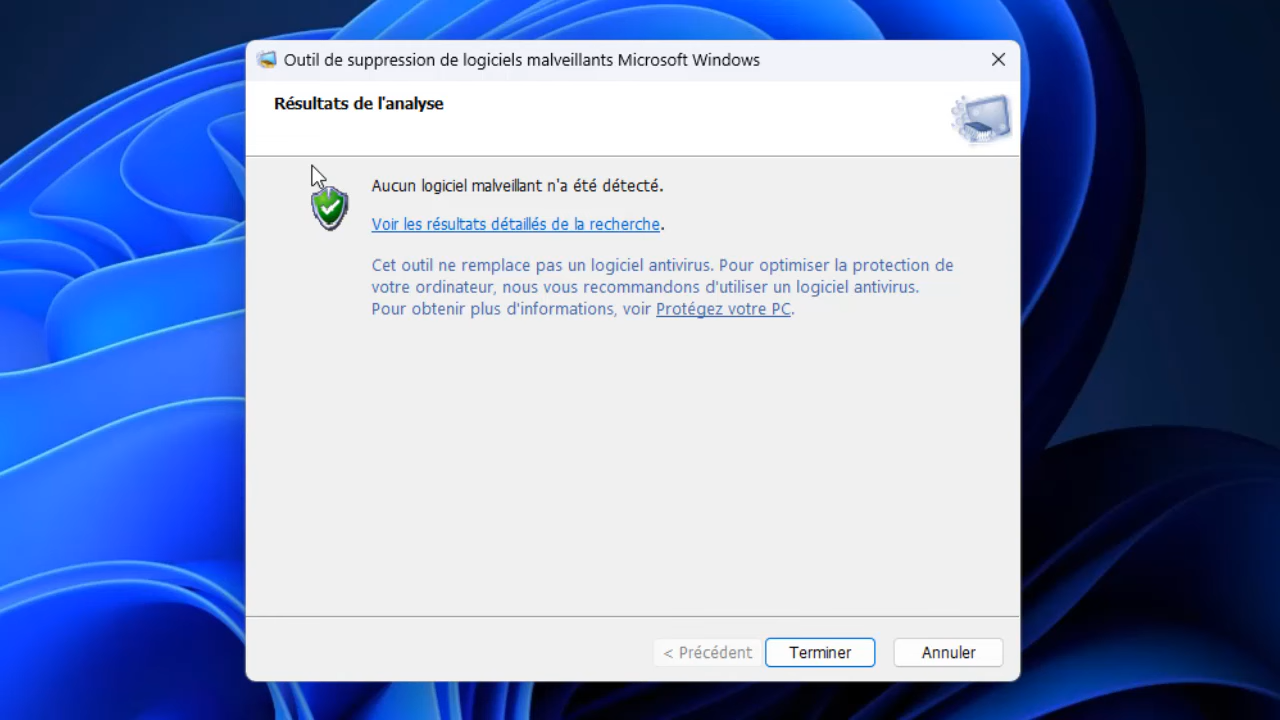 Outil de suppression de logiciels malveillants Microsoft Windows
Résultats de l'analyse
Aucun logiciel malveillant n'a été détecté.
Voir les résultats détaillés de la recherche.
Cet outil ne remplace pas un logiciel antivirus. Pour optimiser la protection de
votre ordinateur, nous vous recommandons d'utiliser un logiciel antivirus.
Pour obtenir plus d'informations, voir Protégez votre PC.
< Précédent Terminer Annuler